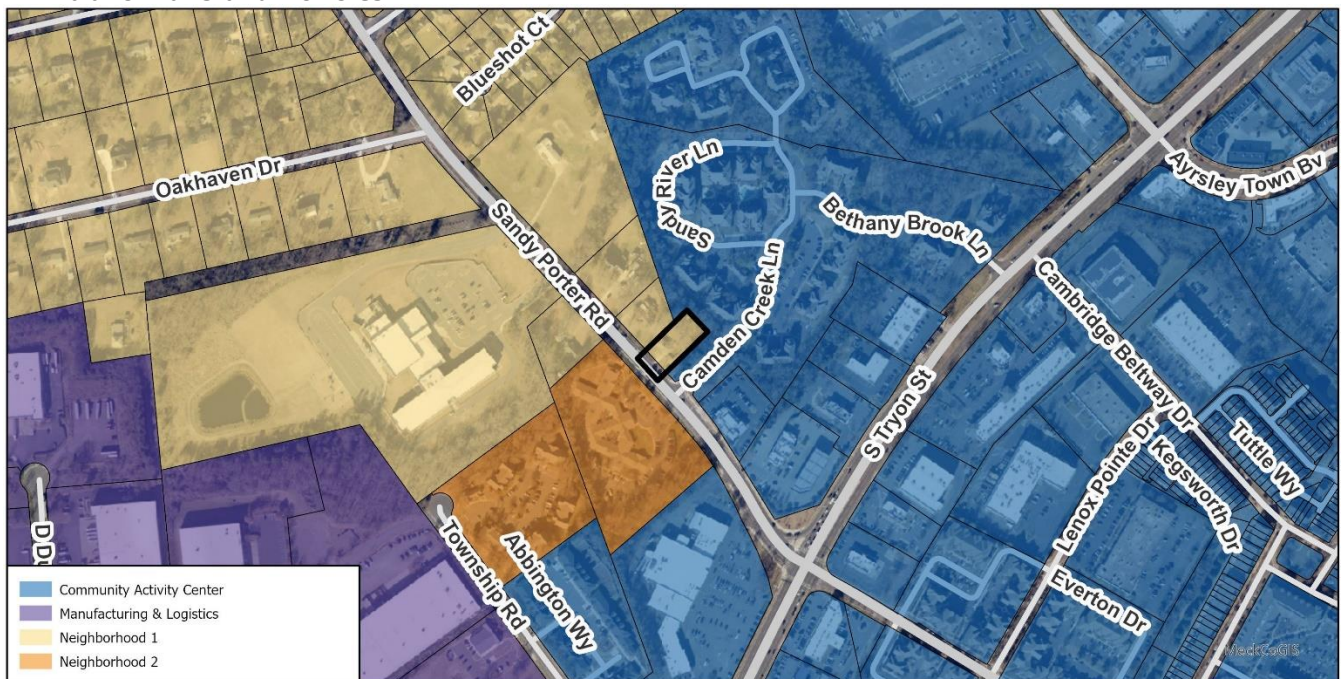 Blueshot Ct
Oakhaven Dr
Sandy Porter Rd
Sandy River Ln
Camden Creek Ln
Bethany Brook Ln
Ayrsley Town Bv
Cambridge Beltway Dr
S Tryon St
Lenox Pointe Dr
Kegsworth Dr
Tuttle Wy
Everton Dr
Township Rd
Abbington Wy
Community Activity Center
Manufacturing & Logistics
Neighborhood 1
Neighborhood 2
MeckCoGIS